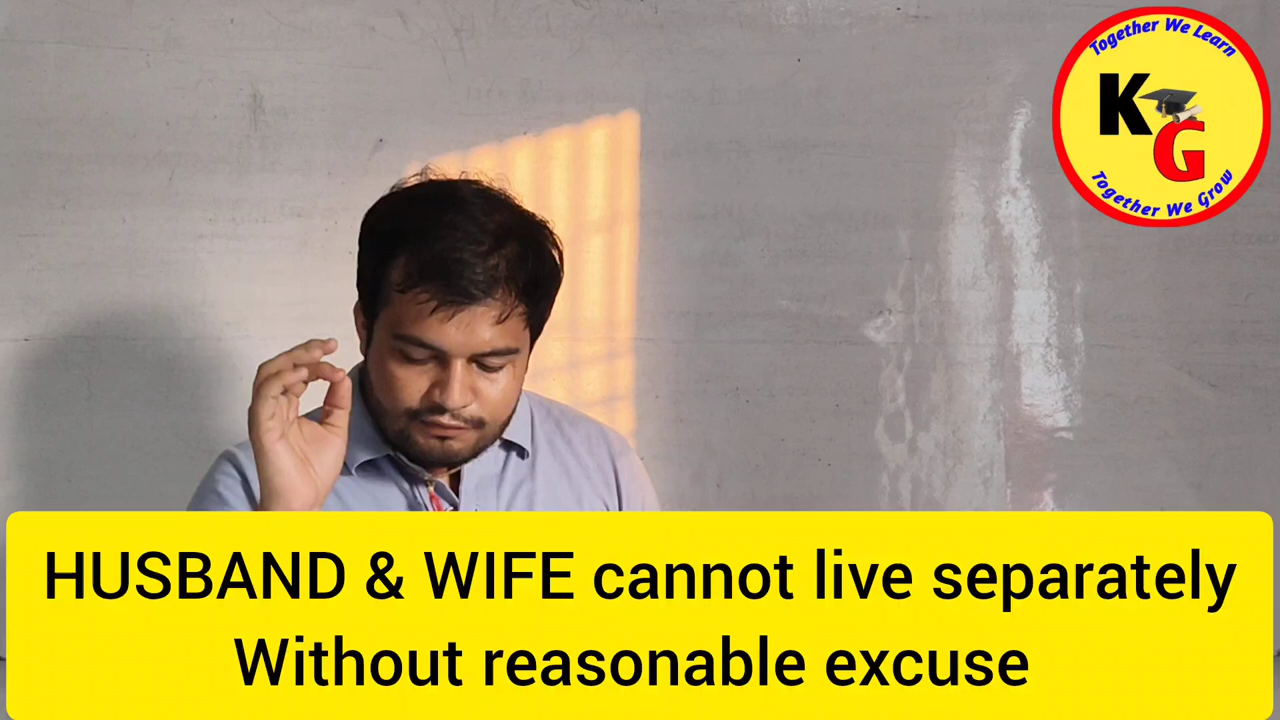 Together We Learn
KG
Together We Grow
HUSBAND & WIFE cannot live separately
Without reasonable excuse